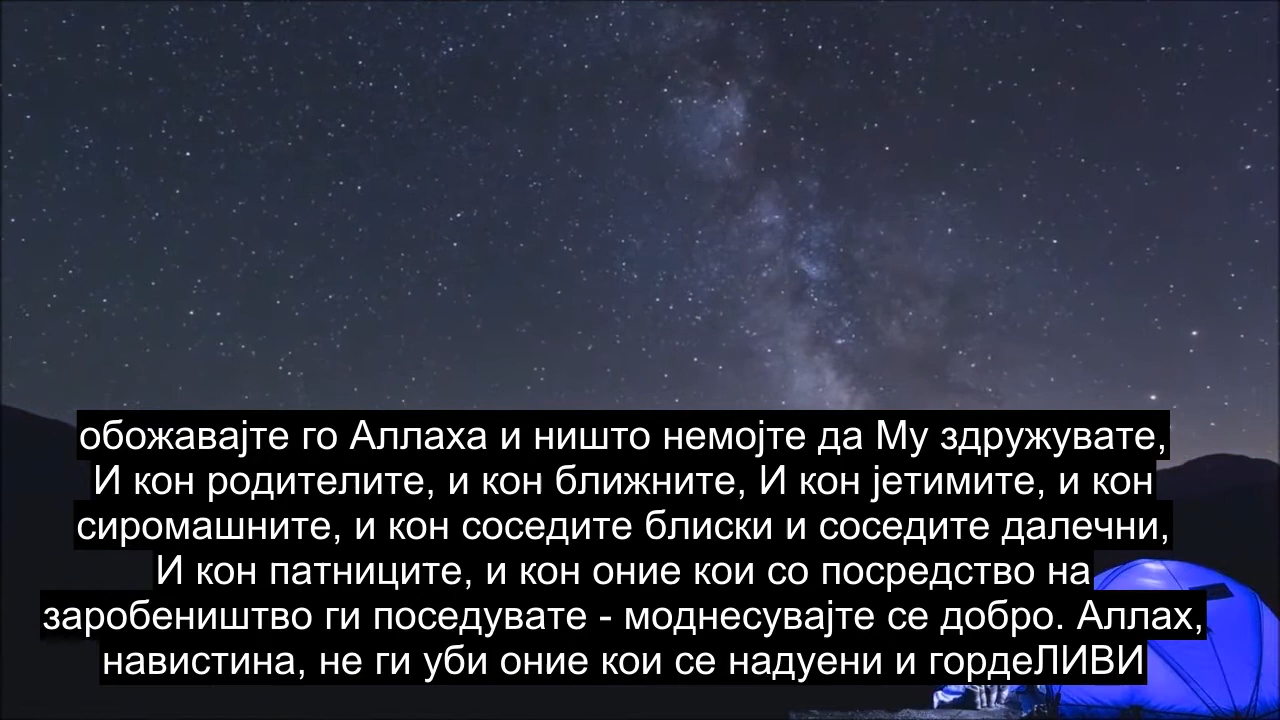 обожавајте го Аллаха и ништо немојте да Му здружувате,
И кон родителите, и кон ближните, И кон јетимите, и кон
сиромашните, и кон соседите блиски и соседите далечни,
И кон патниците, и кон оние кои со посредство на
заробеништво ги поседувате - моднесувајте се добро. Аллах,
навистина, не ги уби оние кои се надуени и гордеЛИВИ